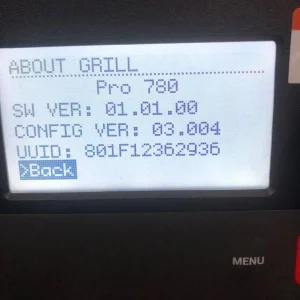 ABOUT GRILL
Pro 780
SW VER: 01.01.00
CONFIG VER: 03.004
UUID: 801F12362936
>Back
MENU